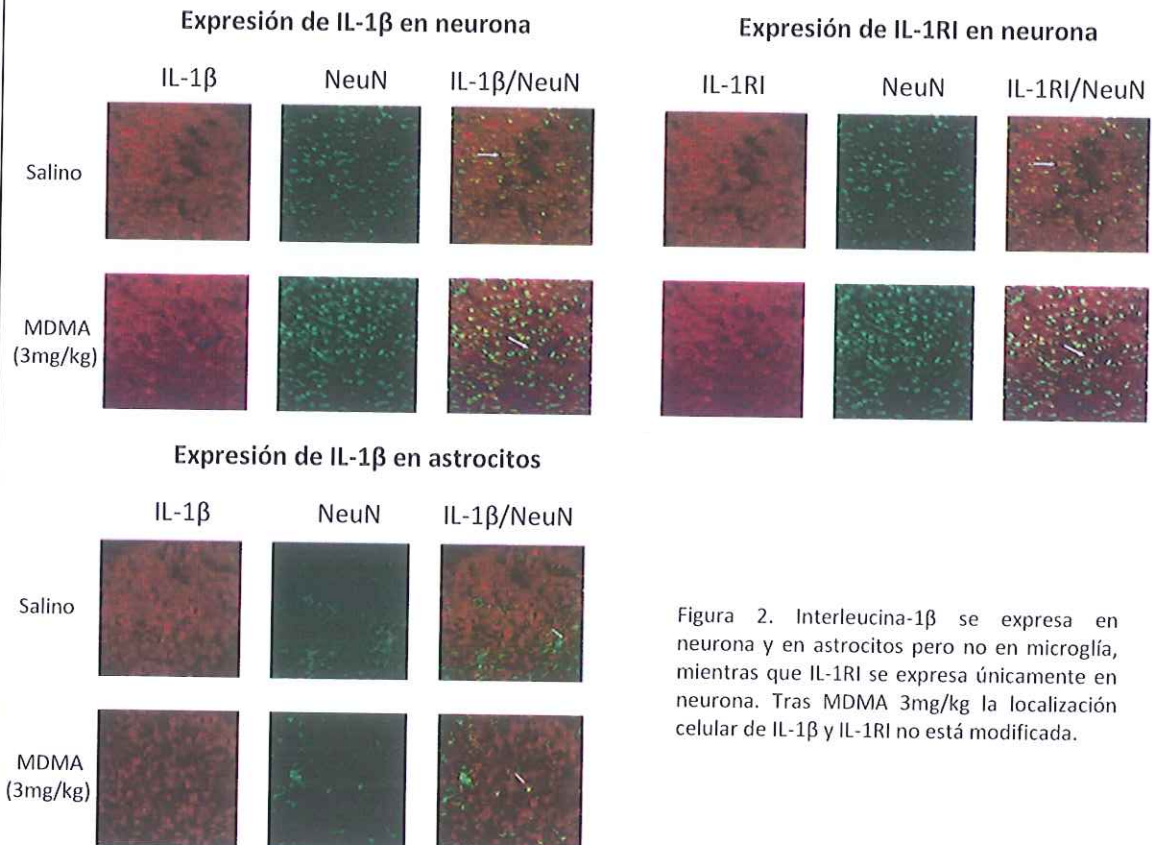 Expresión de IL-1β en neurona
IL-1β NeuN IL-1β/NeuN
Salino
MDMA
(3mg/kg)
Expresión de IL-1RI en neurona
IL-1RI NeuN IL-1RI/NeuN
Expresión de IL-1β en astrocitos
IL-1β NeuN IL-1β/NeuN
Salino
MDMA
(3mg/kg)
Figura 2. Interleucina-1β se expresa en
neurona y en astrocitos pero no en microglía,
mientras que IL-1RI se expresa únicamente en
neurona. Tras MDMA 3mg/kg la localización
celular de IL-1β y IL-1RI no está modificada.